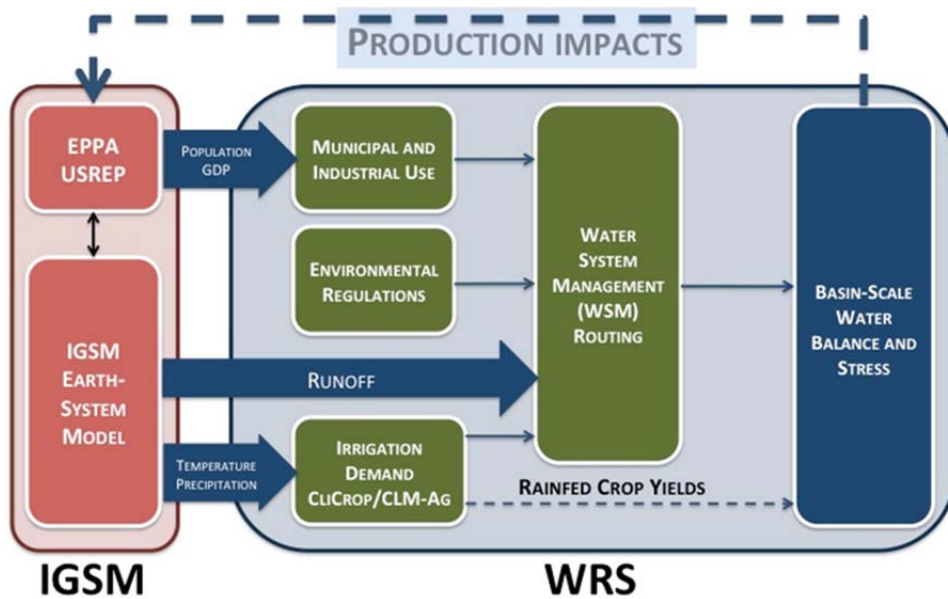 PRODUCTION IMPACTS
EPPA
USREP
POPULATION
GDP
MUNICIPAL AND
INDUSTRIAL USE
ENVIRONMENTAL
REGULATIONS
WATER
SYSTEM
MANAGEMENT
(WSM)
ROUTING
BASIN-SCALE
WATER
BALANCE AND
STRESS
IGSM
EARTH-
SYSTEM
MODEL
RUNOFF
TEMPERATURE
PRECIPITATION
IRRIGATION
DEMAND
CLICROP/CLM-AG
RAINFED CROP YIELDS
IGSM
WRS